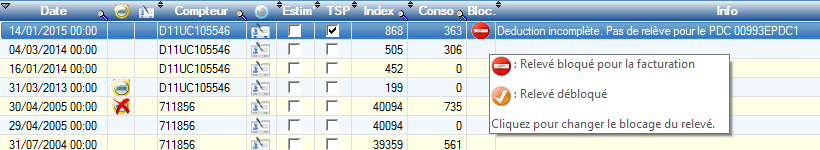 Date Compteur Estim TSP Index Conso Bloc. Info
14/01/2015 00:00 D11UC105546 868 363 Deduction incomplète. Pas de relève pour le PDC 00993EPDC1
04/03/2014 00:00 D11UC105546 505 306
16/01/2014 00:00 D11UC105546 452 0
31/03/2013 00:00 D11UC105546 199 0
30/04/2005 00:00 711856 40094 735
29/04/2005 00:00 711856 40094 0
31/07/2004 00:00 711856 39359 561
: Relevé bloqué pour la facturation
: Relevé débloqué
Cliquez pour changer le blocage du relevé.